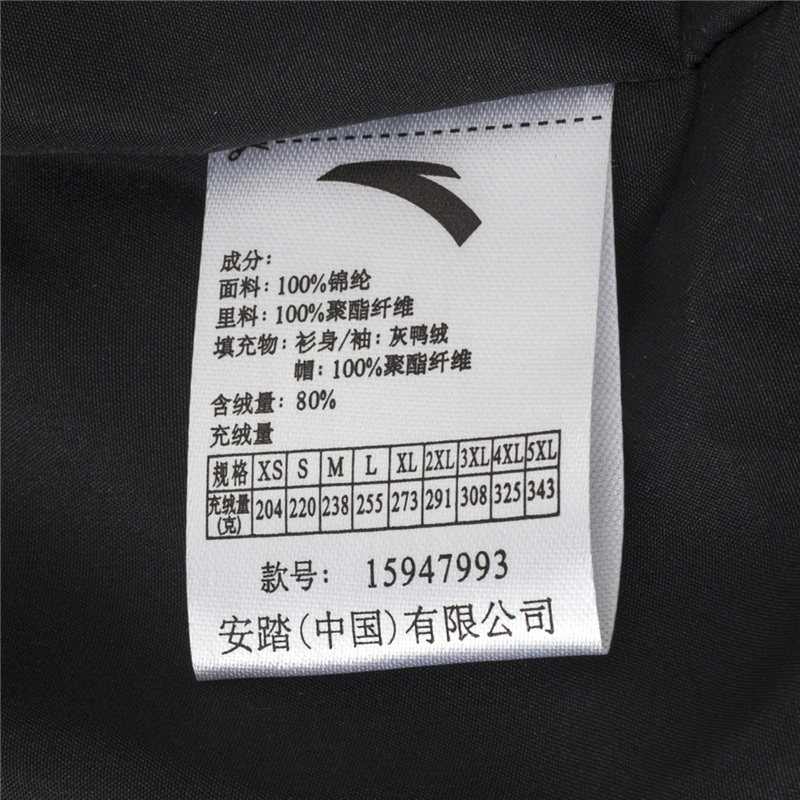 成分:
面料:100%锦纶
里料:100%聚酯纤维
填充物:衫身/袖:灰鸭绒
帽:100%聚酯纤维
含绒量:80%
充绒量
规格 XS S M L XL 2XL 3XL 4XL 5XL
充绒量(克) 204 220 238 255 273 291 308 325 343
款号: 15947993
安踏(中国)有限公司